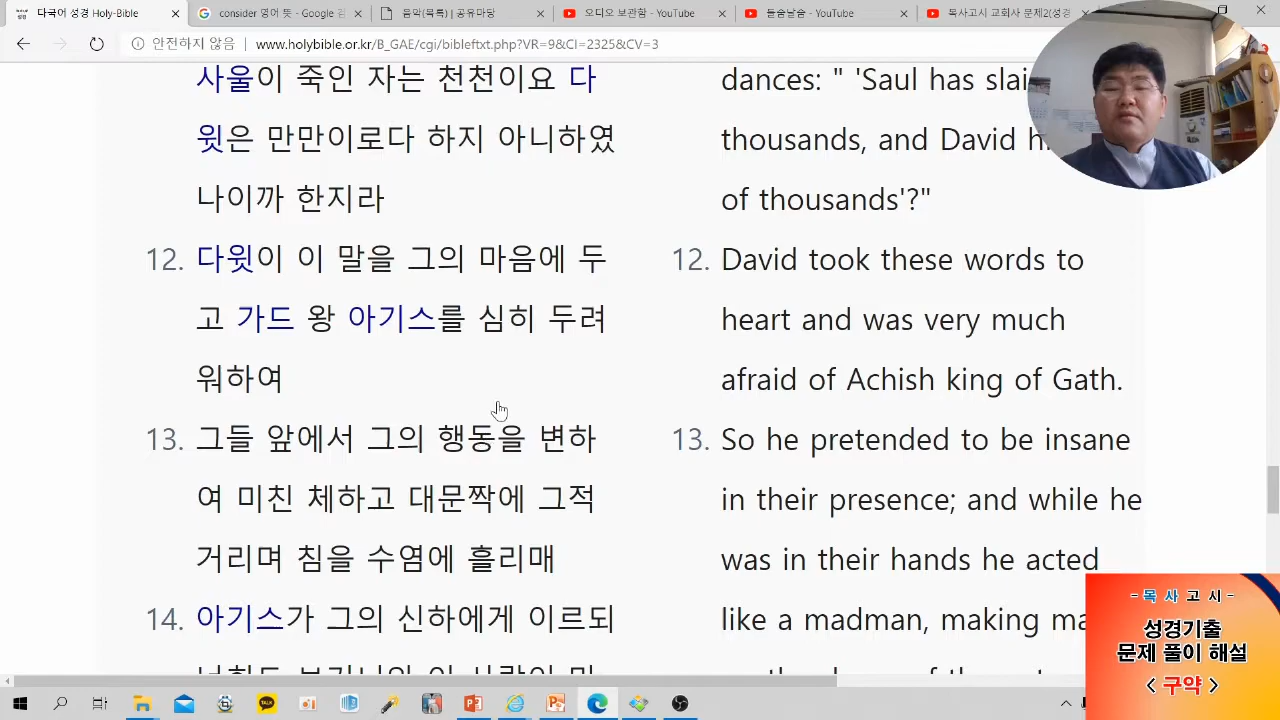 다국어 성경 Holy-Bible
consider 영어 뜻 - Google
음악(목록) | 공유마당
오디오 보관함 - YouTube
돌숨날숨 - YouTube
목사고시 교회사 문제2(성경
안전하지 않음
www.holybible.or.kr/B_GAE/cgi/bibleftxt.php?VR=9&CI=2325&CV=3
사울이 죽인 자는 천천이요 다
윗은 만만이로다 하지 아니하였
나이까 한지라
12. 다윗이 이 말을 그의 마음에 두
고 가드 왕 아기스를 심히 두려
워하여
13. 그들 앞에서 그의 행동을 변하
여 미친 체하고 대문짝에 그적
거리며 침을 수염에 흘리매
14. 아기스가 그의 신하에게 이르되
dances: " 'Saul has slai
thousands, and David h
of thousands'?"
12. David took these words to
heart and was very much
afraid of Achish king of Gath.
13. So he pretended to be insane
in their presence; and while he
was in their hands he acted
like a madman, making ma
- 목 사 고 시 -
성경기출
문제 풀이 해설
< 구약 >